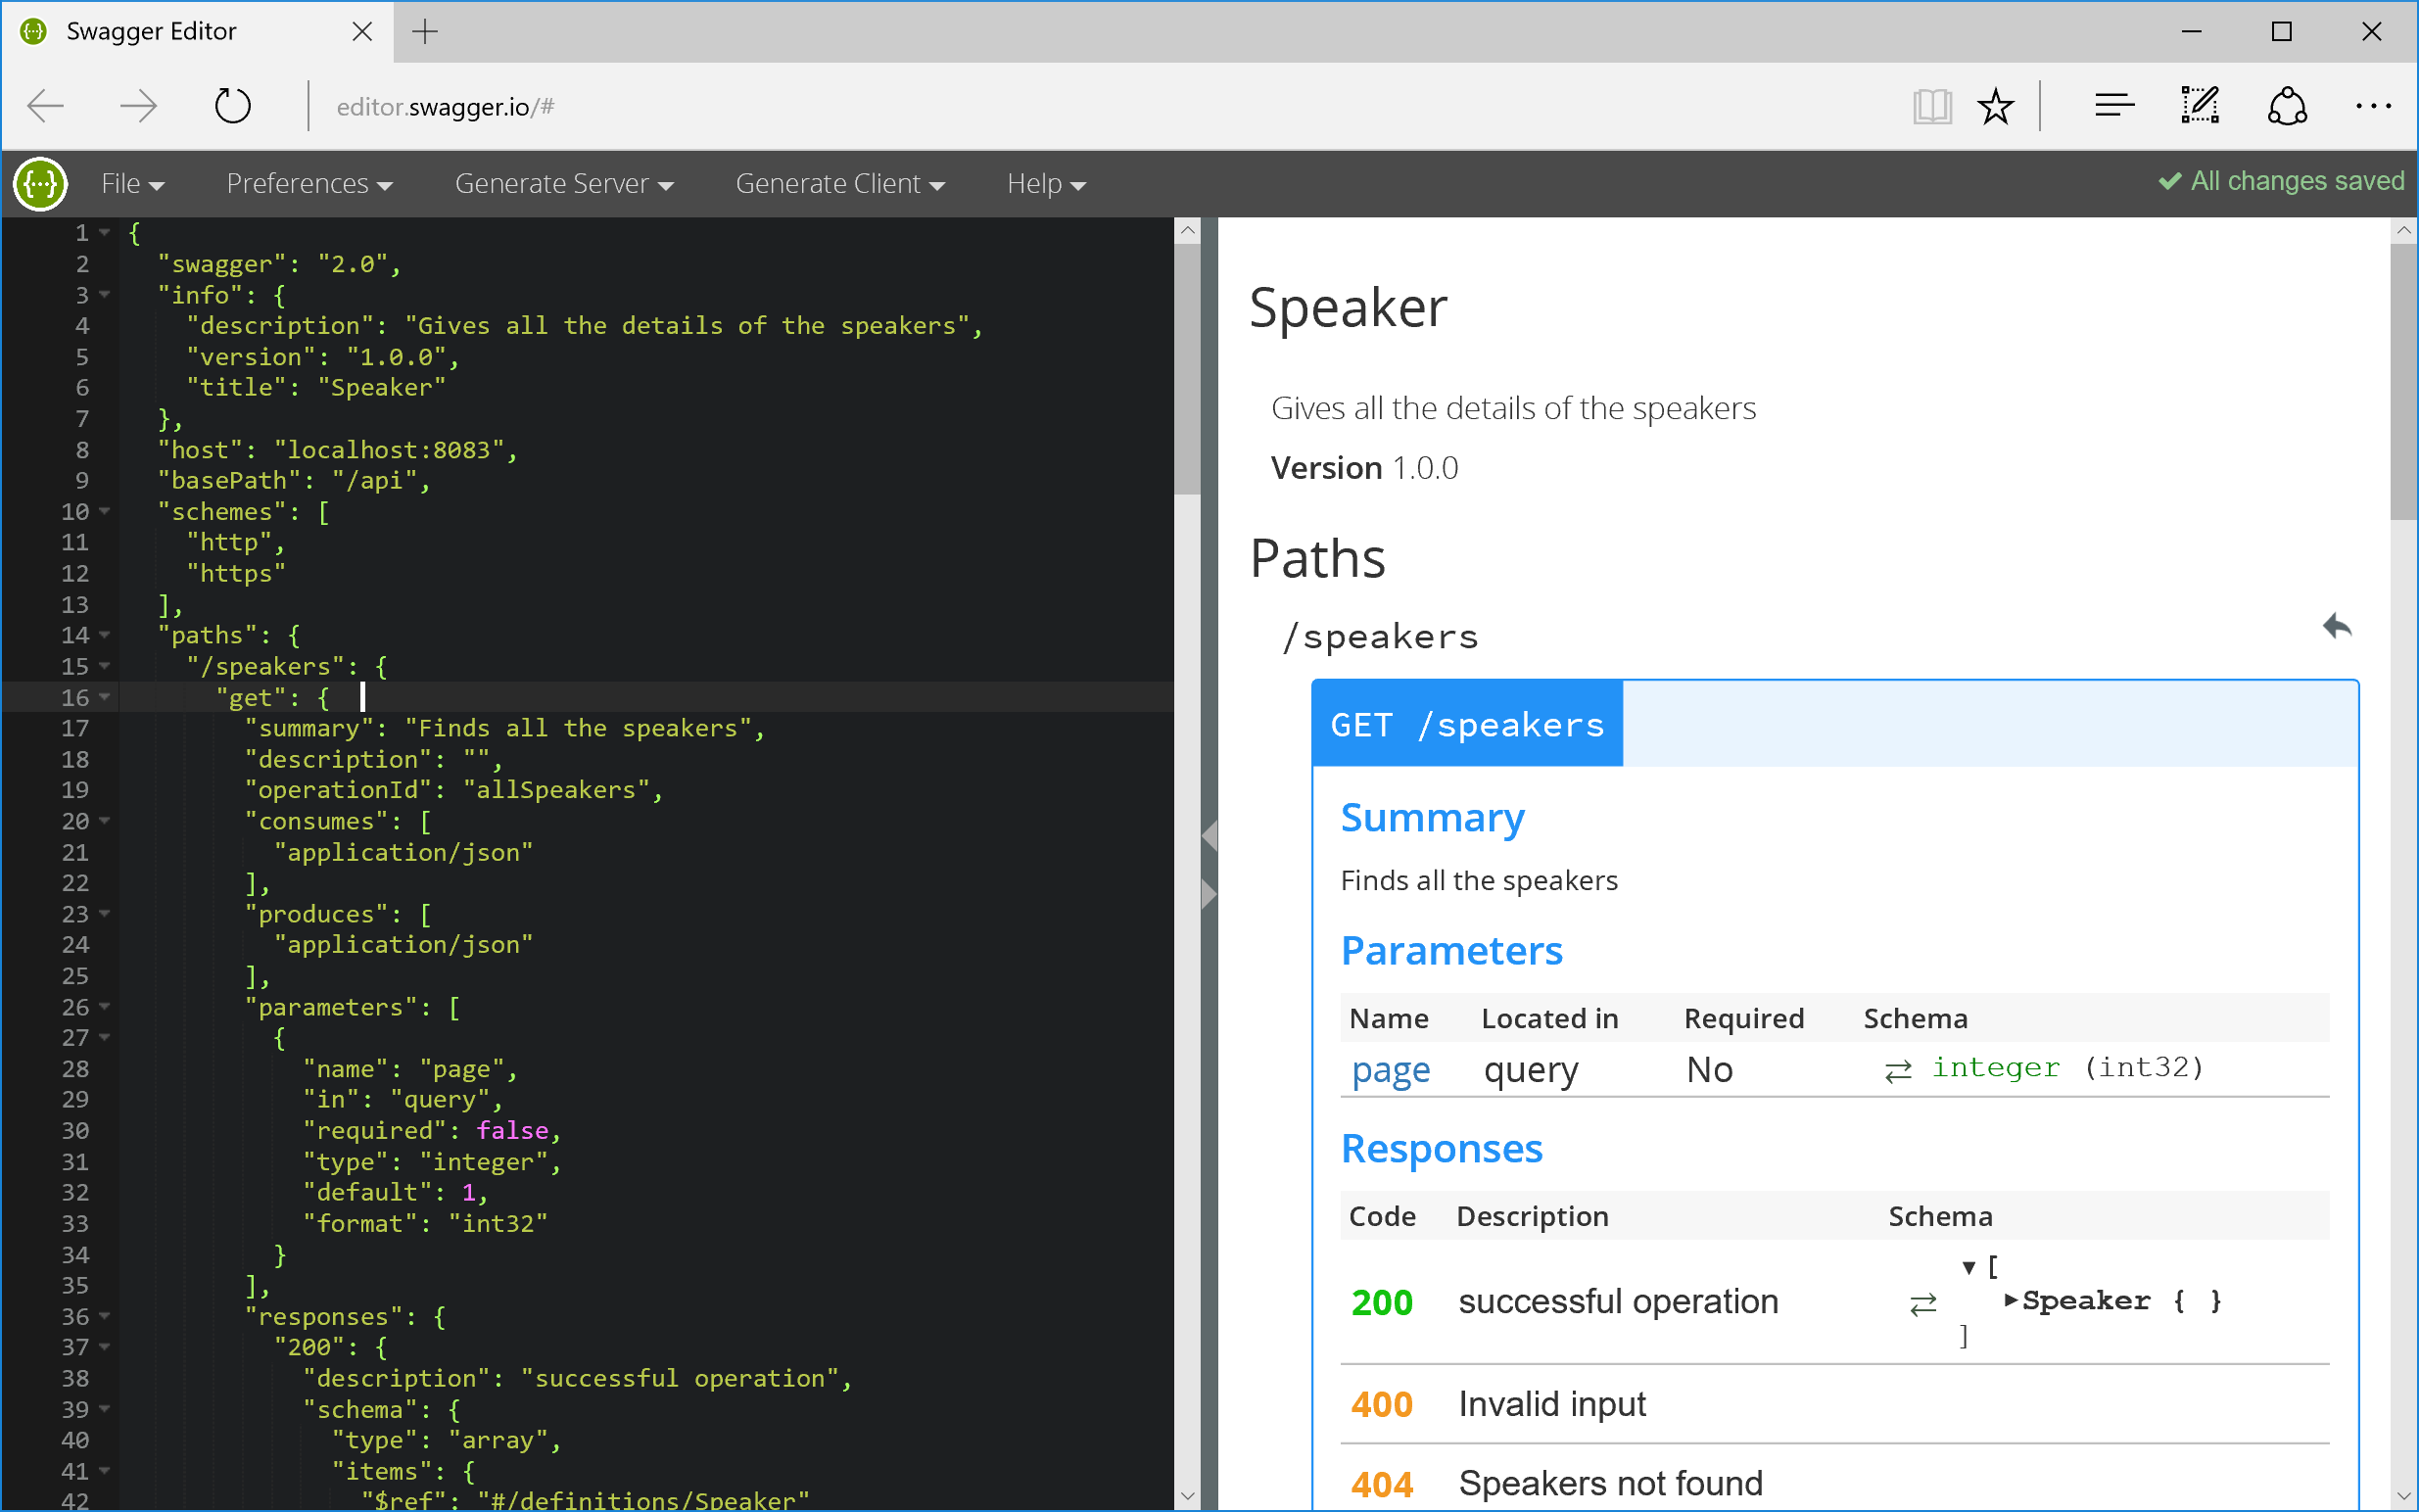 Swagger Editor
editor.swagger.io/#
File Preferences Generate Server Generate Client Help All changes saved
1 {
2 "swagger": "2.0",
3 "info": {
4 "description": "Gives all the details of the speakers",
5 "version": "1.0.0",
6 "title": "Speaker"
7 },
8 "host": "localhost:8083",
9 "basePath": "/api",
10 "schemes": [
11 "http",
12 "https"
13 ],
14 "paths": {
15 "/speakers": {
16 "get": {
17 "summary": "Finds all the speakers",
18 "description": "",
19 "operationId": "allSpeakers",
20 "consumes": [
21 "application/json"
22 ],
23 "produces": [
24 "application/json"
25 ],
26 "parameters": [
27 {
28 "name": "page",
29 "in": "query",
30 "required": false,
31 "type": "integer",
32 "default": 1,
33 "format": "int32"
34 }
35 ],
36 "responses": {
37 "200": {
38 "description": "successful operation",
39 "schema": {
40 "type": "array",
41 "items": {
42 "$ref": "#/definitions/Speaker"
Speaker
Gives all the details of the speakers
Version 1.0.0
Paths
/speakers
GET /speakers
Summary
Finds all the speakers
Parameters
Name Located in Required Schema
page query No ⇄ integer (int32)
Responses
Code Description Schema
▼ [
200 successful operation ⇄ ▶Speaker { }
]
400 Invalid input
404 Speakers not found